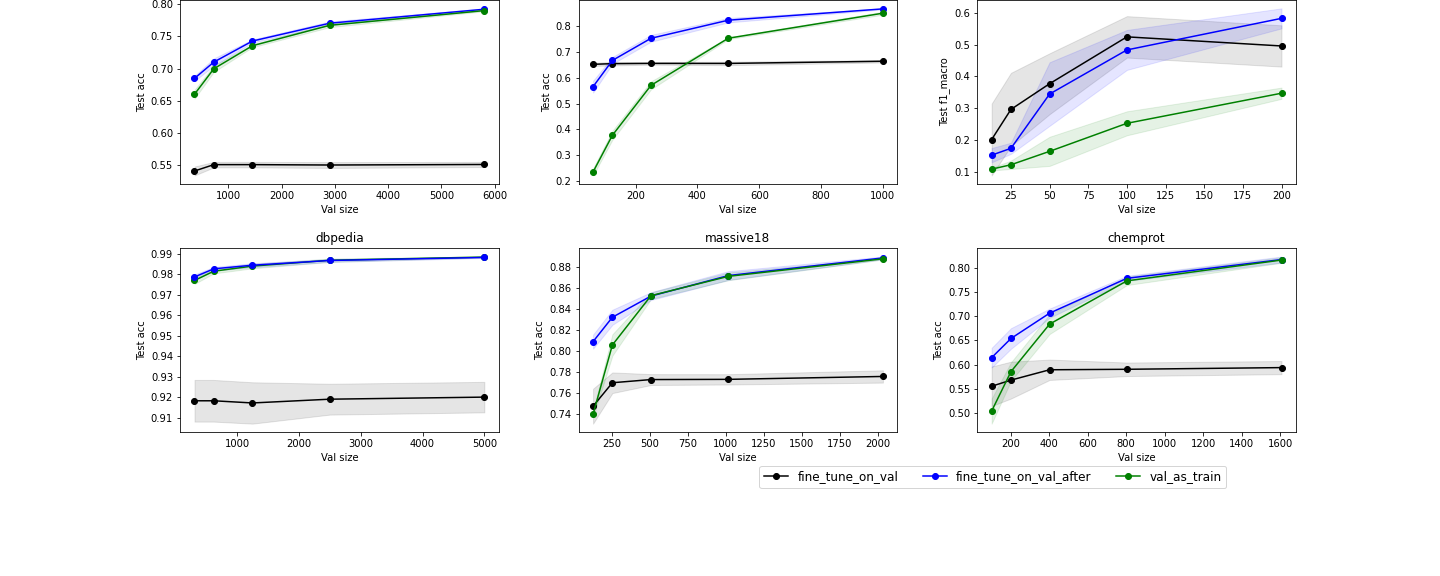 0.80
0.75
0.70
0.65
0.60
0.55
Test acc
1000 2000 3000 4000 5000 6000
Val size
0.8
0.7
0.6
0.5
0.4
0.3
0.2
Test acc
200 400 600 800 1000
Val size
0.6
0.5
0.4
0.3
0.2
0.1
Test f1_macro
25 50 75 100 125 150 175 200
Val size
dbpedia
0.99
0.98
0.97
0.96
0.95
0.94
0.93
0.92
0.91
Test acc
1000 2000 3000 4000 5000
Val size
massive18
0.88
0.86
0.84
0.82
0.80
0.78
0.76
0.74
Test acc
250 500 750 1000 1250 1500 1750 2000
Val size
chemprot
0.80
0.75
0.70
0.65
0.60
0.55
0.50
Test acc
200 400 600 800 1000 1200 1400 1600
Val size
fine_tune_on_val fine_tune_on_val_after val_as_train